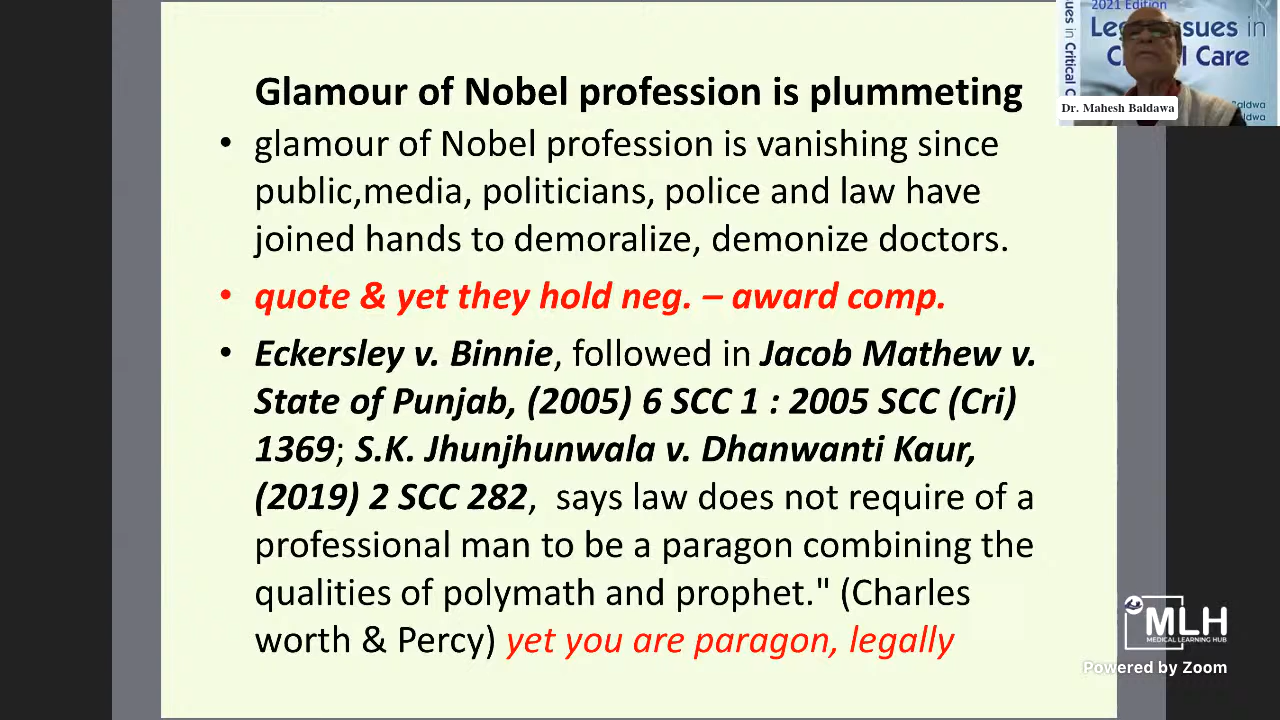 Glamour of Nobel profession is plummeting
• glamour of Nobel profession is vanishing since
public,media, politicians, police and law have
joined hands to demoralize, demonize doctors.
• quote & yet they hold neg. – award comp.
• Eckersley v. Binnie, followed in Jacob Mathew v.
State of Punjab, (2005) 6 SCC 1 : 2005 SCC (Cri)
1369; S.K. Jhunjhunwala v. Dhanwanti Kaur,
(2019) 2 SCC 282,  says law does not require of a
professional man to be a paragon combining the
qualities of polymath and prophet." (Charles
worth & Percy) yet you are paragon, legally
2021 Edition
Dr. Mahesh Baldawa
MLH
MEDICAL LEARNING HUB
Powered by Zoom